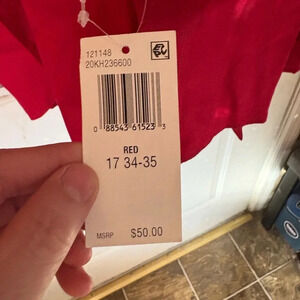 121148
20KH236600
0 88543 61523 3
RED
17 34-35
MSRP $50.00